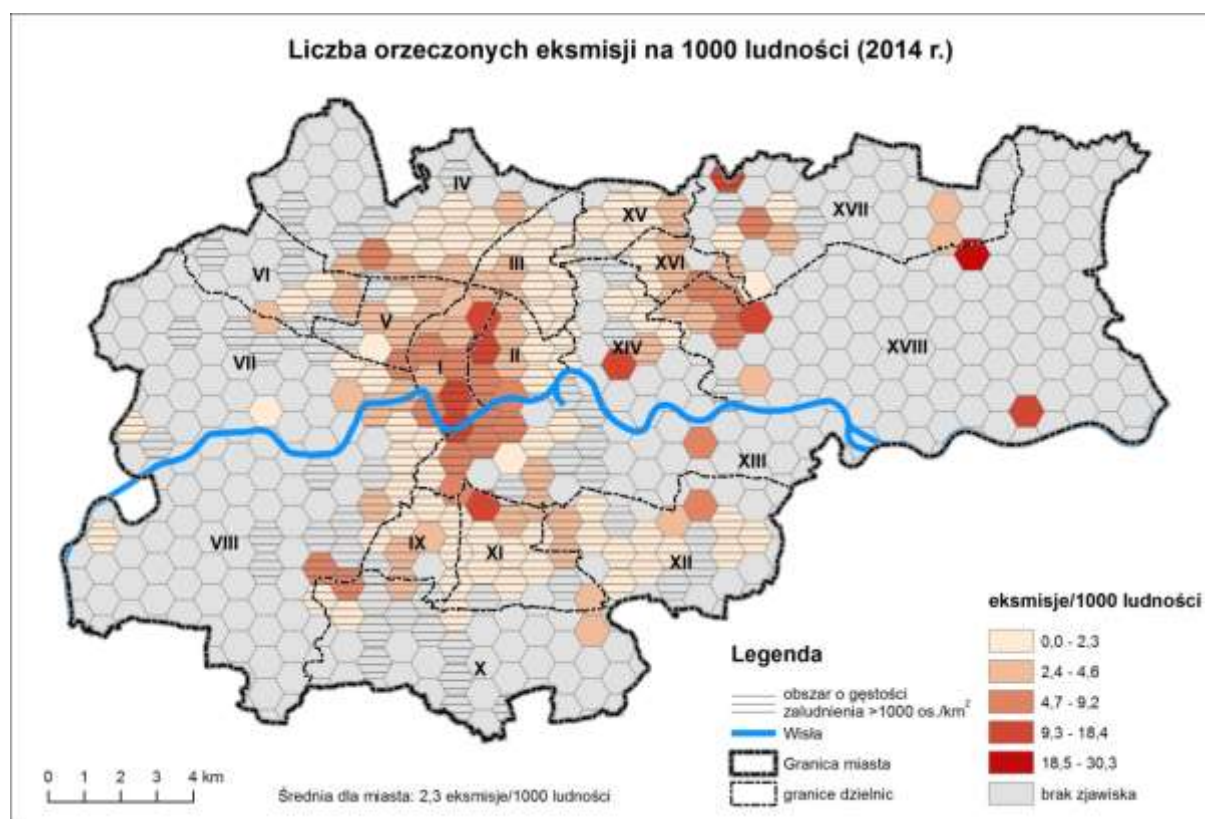 Liczba orzeczonych eksmisji na 1000 ludności (2014 r.)
IV
XV
XVII
VI
III
XVI
V
VII
I
II
XIV
XVIII
XIII
VIII
IX
XI
XII
X
eksmisje/1000 ludności
0,0 - 2,3
2,4 - 4,6
4,7 - 9,2
9,3 - 18,4
18,5 - 30,3
brak zjawiska
Legenda
obszar o gęstości
zaludnienia >1000 os./km²
Wisła
Granica miasta
granice dzielnic
0 1 2 3 4 km
Średnia dla miasta: 2,3 eksmisje/1000 ludności